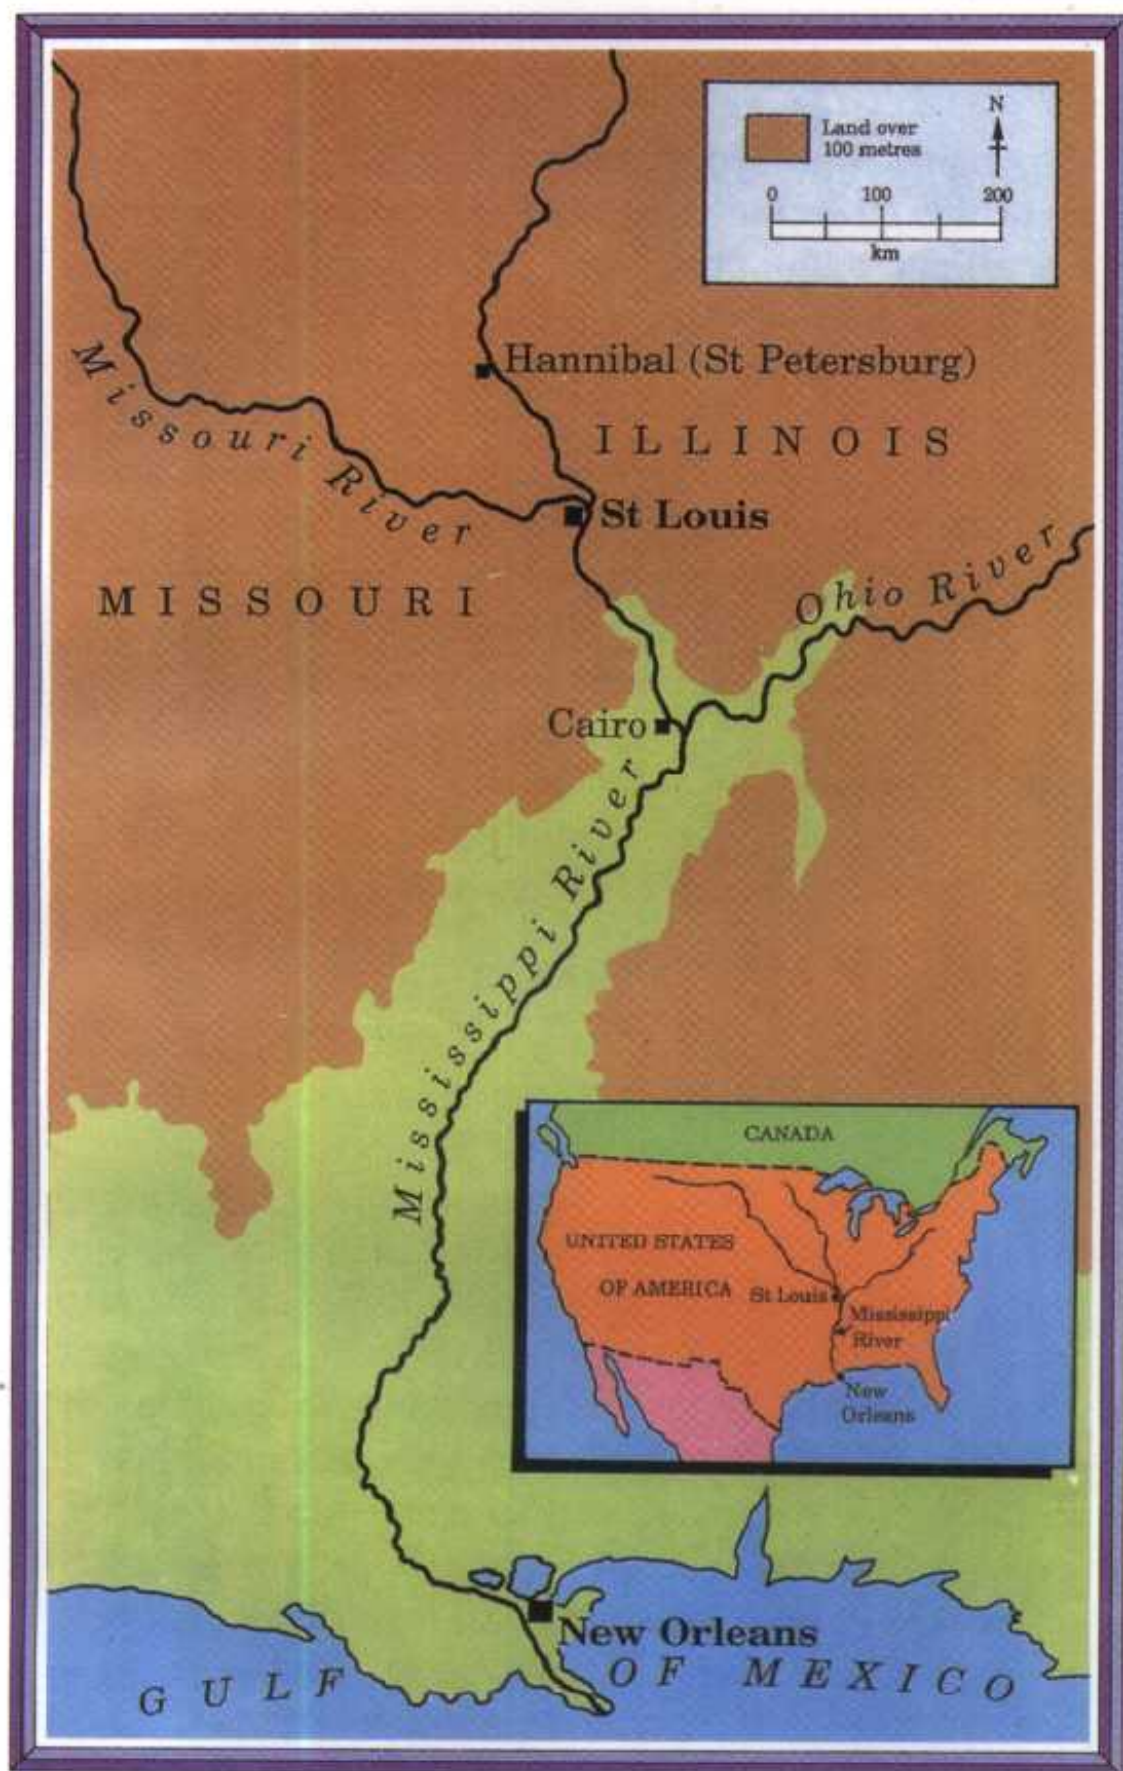 Land over
100 metres
N
0 100 200
km
Hannibal (St Petersburg)
ILLINOIS
Missouri River
St Louis
MISSOURI
Ohio River
Cairo
Mississippi River
CANADA
UNITED STATES
OF AMERICA
St Louis
Mississippi
River
New
Orleans
New Orleans
GULF OF MEXICO